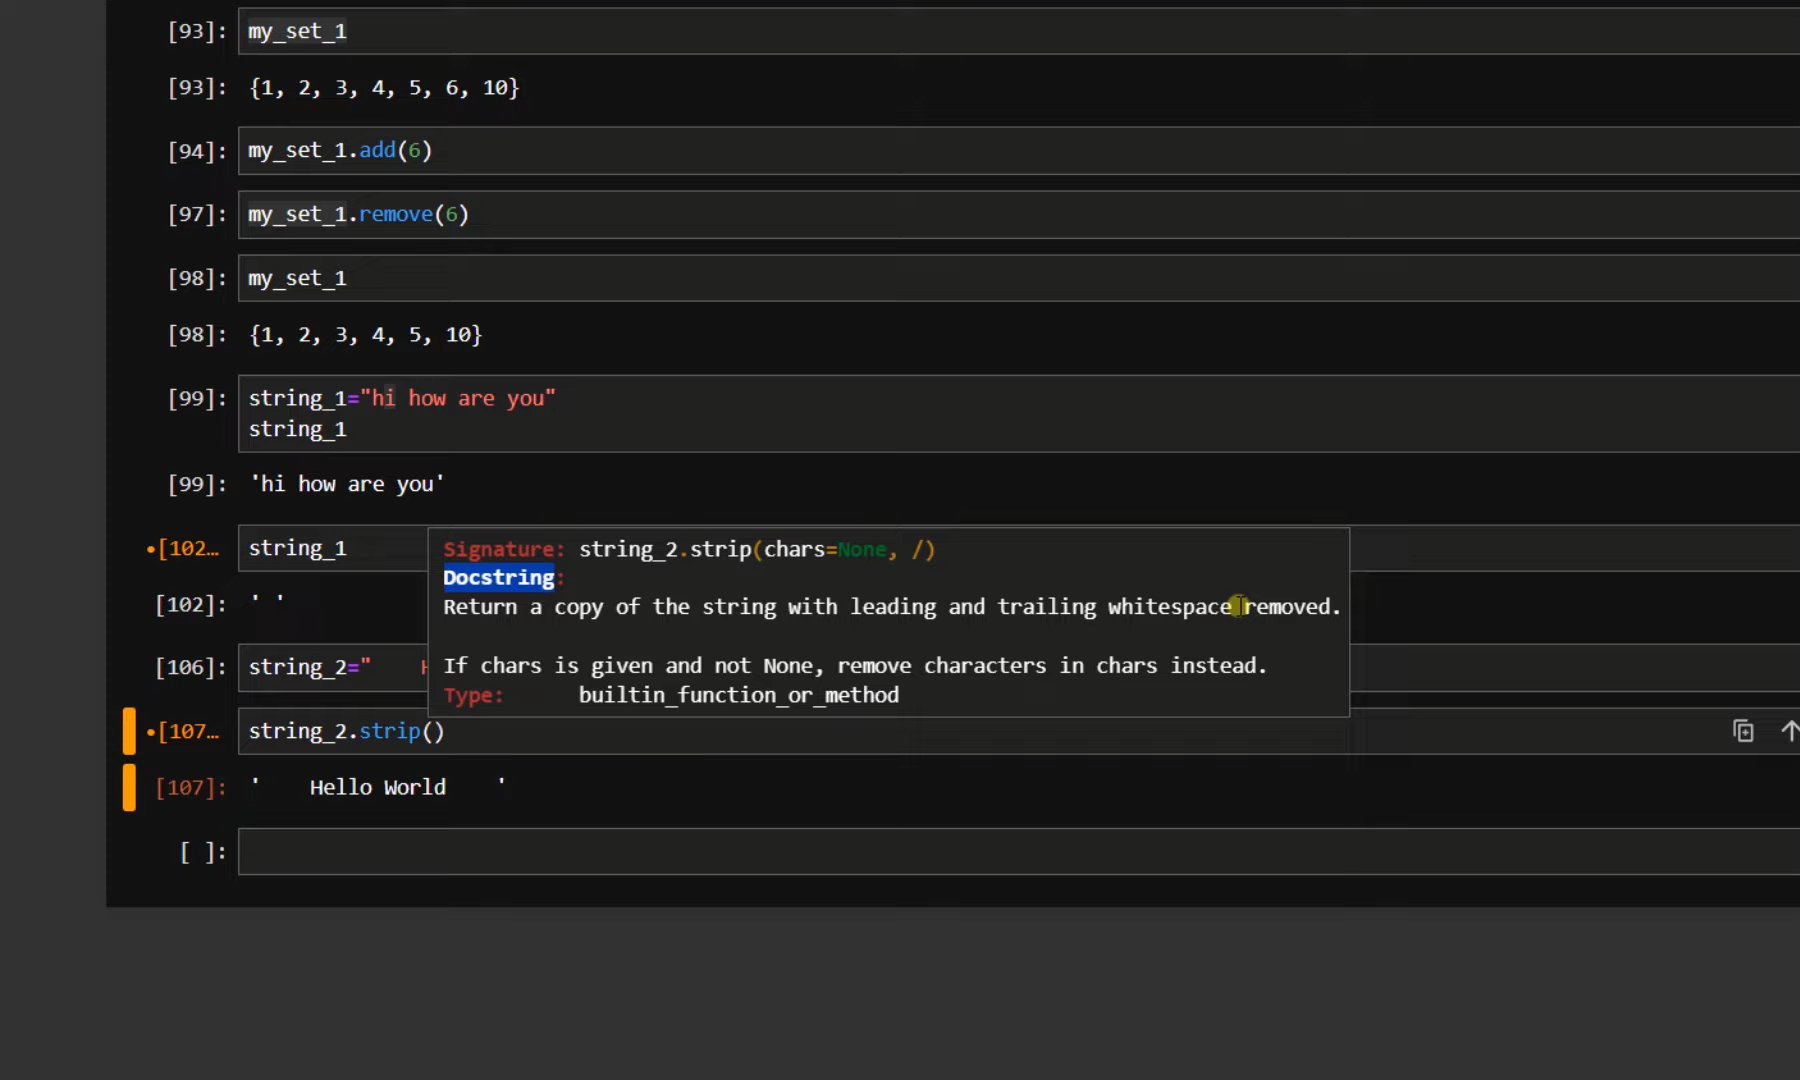 [93]: my_set_1
[93]: {1, 2, 3, 4, 5, 6, 10}
[94]: my_set_1.add(6)
[97]: my_set_1.remove(6)
[98]: my_set_1
[98]: {1, 2, 3, 4, 5, 10}
[99]: string_1="hi how are you"
string_1
[99]: 'hi how are you'
•[102… string_1
Signature: string_2.strip(chars=None, /)
Docstring:
Return a copy of the string with leading and trailing whitespace removed.
If chars is given and not None, remove characters in chars instead.
Type: builtin_function_or_method
[102]: ' '
[106]: string_2="    H
•[107… string_2.strip()
[107]: '    Hello World    '
[ ]: